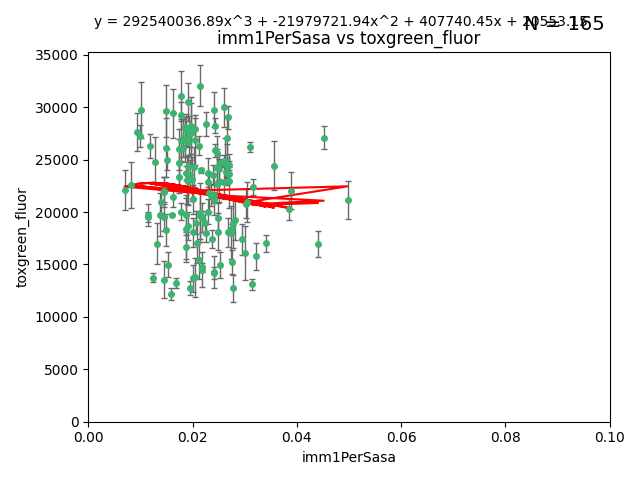 y = 292540036.89x^3 + -21979721.94x^2 + 407740.45x + 20553.15
N = 165
imm1PerSasa vs toxgreen_fluor
35000
30000
25000
20000
15000
10000
5000
0
toxgreen_fluor
0.00 0.02 0.04 0.06 0.08 0.10
imm1PerSasa